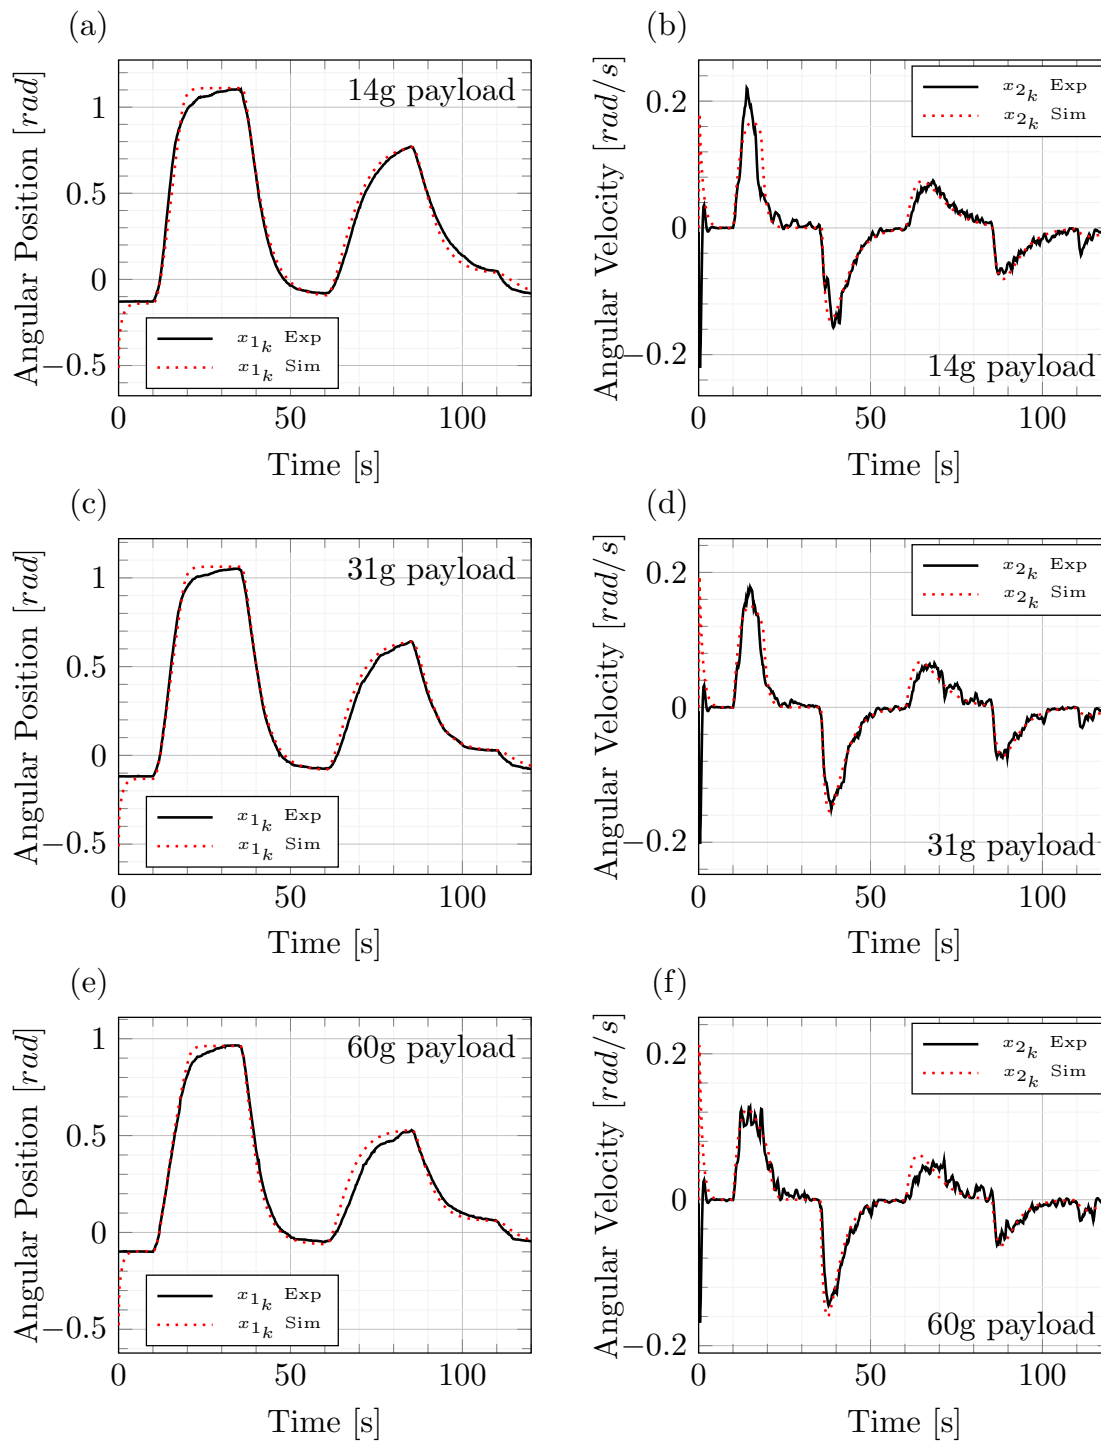 (a)
Angular Position [rad]
1
0.5
0
−0.5
14g payload
x1k Exp
x1k Sim
0 50 100
Time [s]
(b)
Angular Velocity [rad/s]
0.2
0
−0.2
x2k Exp
x2k Sim
14g payload
0 50 100
Time [s]
(c)
Angular Position [rad]
1
0.5
0
−0.5
31g payload
x1k Exp
x1k Sim
0 50 100
Time [s]
(d)
Angular Velocity [rad/s]
0.2
0
−0.2
x2k Exp
x2k Sim
31g payload
0 50 100
Time [s]
(e)
Angular Position [rad]
1
0.5
0
−0.5
60g payload
x1k Exp
x1k Sim
0 50 100
Time [s]
(f)
Angular Velocity [rad/s]
0.2
0
−0.2
x2k Exp
x2k Sim
60g payload
0 50 100
Time [s]